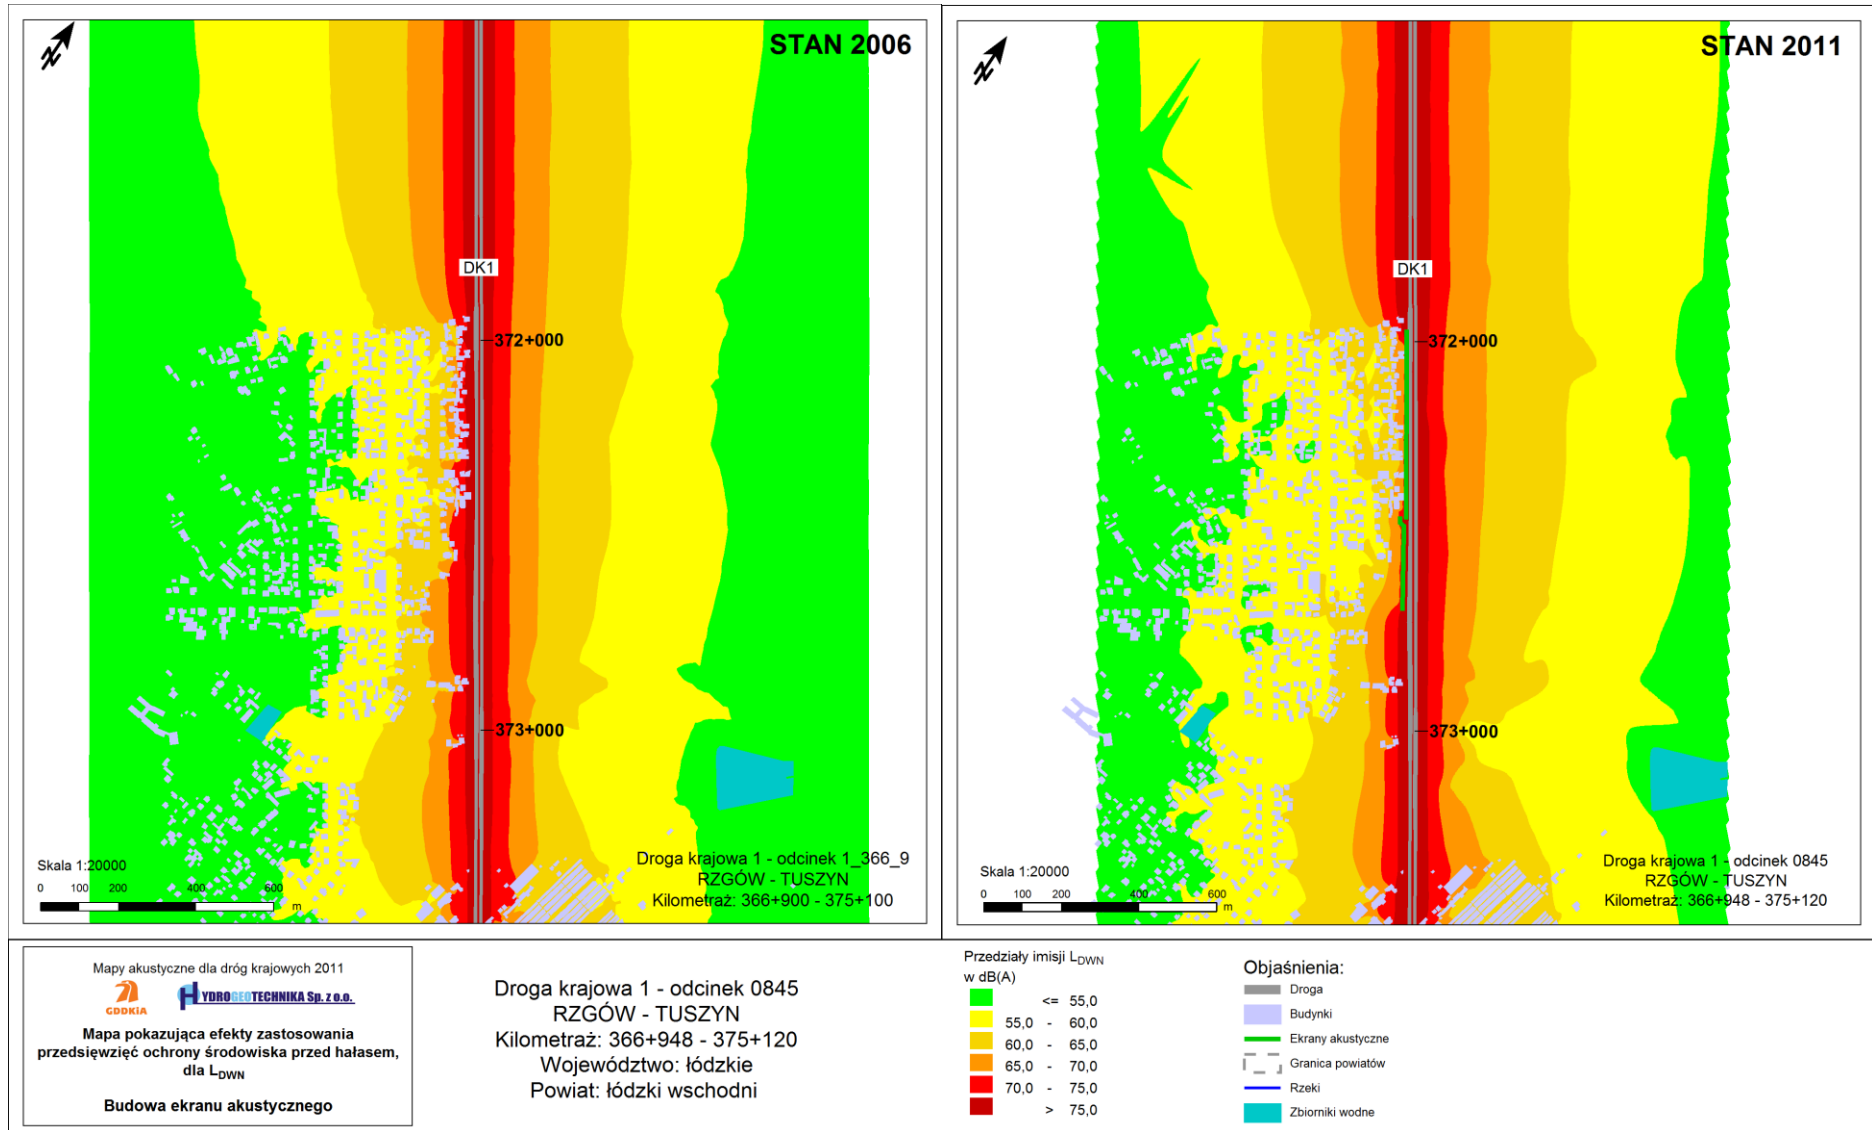 N
STAN 2006
DK1
372+000
373+000
Skala 1:20000
0 100 200 400 600
m
Droga krajowa 1 - odcinek 1_366_9
RZGÓW - TUSZYN
Kilometraż: 366+900 - 375+100
N
STAN 2011
DK1
372+000
373+000
Skala 1:20000
0 100 200 400 600
m
Droga krajowa 1 - odcinek 0845
RZGÓW - TUSZYN
Kilometraż: 366+948 - 375+120
Mapy akustyczne dla dróg krajowych 2011
GDDKiA
HYDROGEOTECHNIKA Sp. z o.o.
Mapa pokazująca efekty zastosowania
przedsięwzięć ochrony środowiska przed hałasem,
dla LDWN
Budowa ekranu akustycznego
Droga krajowa 1 - odcinek 0845
RZGÓW - TUSZYN
Kilometraż: 366+948 - 375+120
Województwo: łódzkie
Powiat: łódzki wschodni
Przedziały imisji LDWN
w dB(A)
<= 55,0
55,0 - 60,0
60,0 - 65,0
65,0 - 70,0
70,0 - 75,0
> 75,0
Objaśnienia:
Droga
Budynki
Ekrany akustyczne
Granica powiatów
Rzeki
Zbiorniki wodne